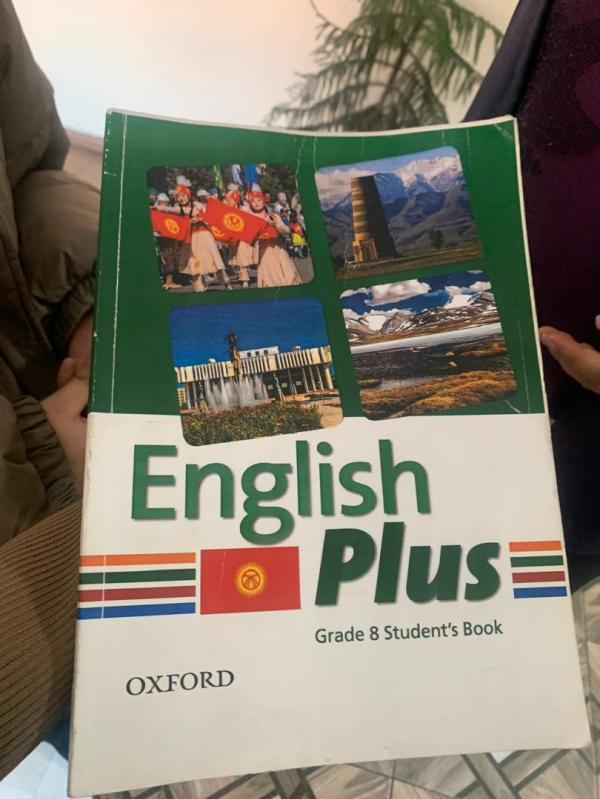 English
Plus
Grade 8 Student's Book
OXFORD